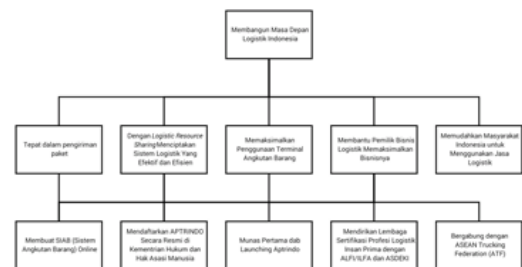 Membangun Masa Depan
Logistik Indonesia
Tepat dalam pengiriman
paket
Dengan Logistic Resource
SharingMenciptakan
Sistem Logistik Yang
Efektif dan Efisien
Memaksimalkan
Penggunaan Terminal
Angkutan Barang
Membantu Pemilik Bisnis
Logistik Memaksimalkan
Bisnisnya
Memudahkan Masyarakat
Indonesia untuk
Menggunakan Jasa
Logistik
Membuat SIAB (Sistem
Angkutan Barang) Online
Mendaftarkan APTRINDO
Secara Resmi di
Kementrian Hukum dan
Hak Asasi Manusia
Munas Pertama dab
Launching Aptrindo
Mendirikan Lembaga
Sertifikasi Profesi Logistik
Insan Prima dengan
ALFI/ILFA dan ASDEKI
Bergabung dengan
ASEAN Trucking
Federation (ATF)